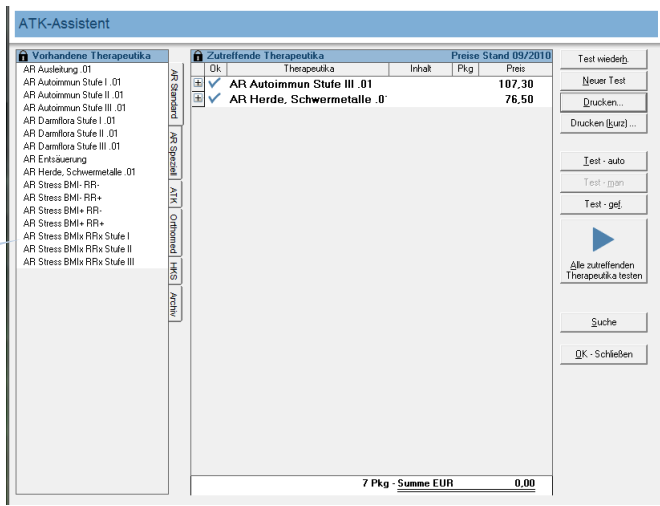 ATK-Assistent
Vorhandene Therapeutika
AR Ausleitung .01
AR Autoimmun Stufe I .01
AR Autoimmun Stufe II .01
AR Autoimmun Stufe III .01
AR Darmflora Stufe I .01
AR Darmflora Stufe II .01
AR Darmflora Stufe III .01
AR Entsäuerung
AR Herde, Schwermetalle .01
AR Stress BMI- RR-
AR Stress BMI- RR+
AR Stress BMI+ RR-
AR Stress BMI+ RR+
AR Stress BMIx RRx Stufe I
AR Stress BMIx RRx Stufe II
AR Stress BMIx RRx Stufe III
AR Standard
AR Speziell
ATK
Orthomed
HKS
Archiv
Zutreffende Therapeutika Preise Stand 09/2010
Ok Therapeutika Inhalt Pkg Preis
AR Autoimmun Stufe III .01 107,30
AR Herde, Schwermetalle .0 76,50
7 Pkg - Summe EUR 0,00
Test wiederh.
Neuer Test
Drucken...
Drucken (kurz) ...
Test - auto
Test - man
Test - gef.
Alle zutreffenden
Therapeutika testen
Suche
OK - Schließen